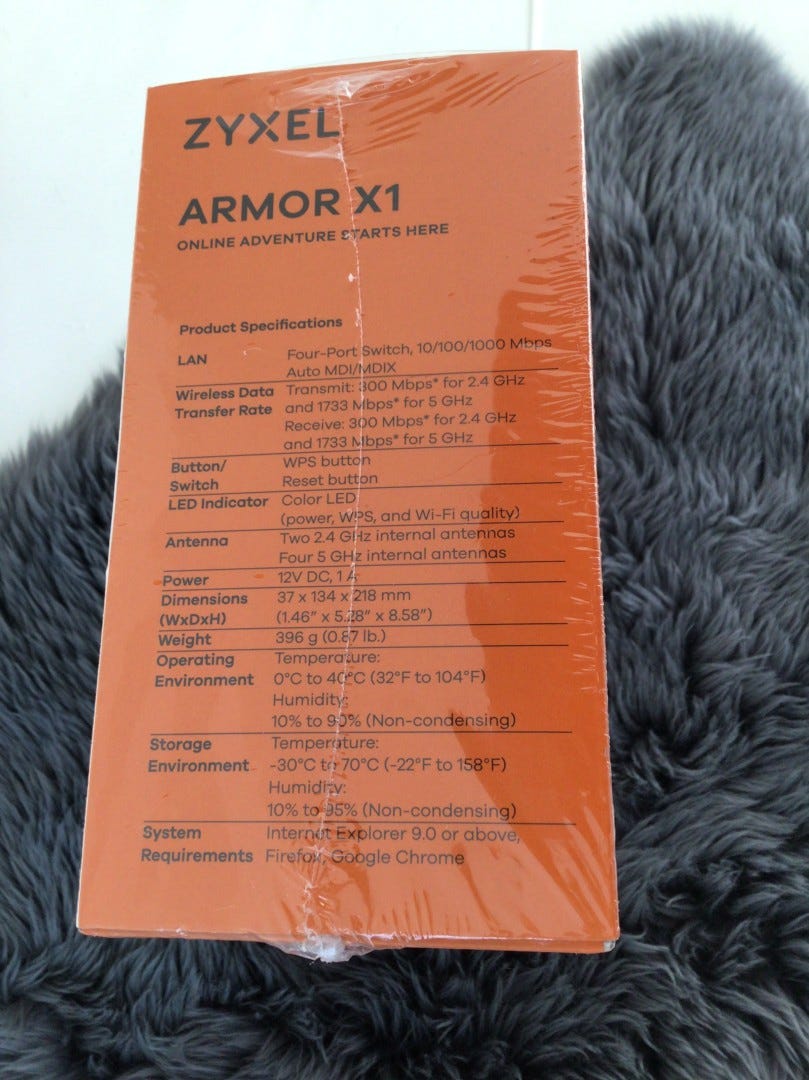 ZYXEL
ARMOR X1
ONLINE ADVENTURE STARTS HERE
Product Specifications
LAN Four-Port Switch, 10/100/1000 Mbps
Auto MDI/MDIX
Wireless Data Transmit: 300 Mbps* for 2.4 GHz
Transfer Rate and 1733 Mbps* for 5 GHz
Receive: 300 Mbps* for 2.4 GHz
and 1733 Mbps* for 5 GHz
Button/ WPS button
Switch Reset button
LED Indicator Color LED
(power, WPS, and Wi-Fi quality)
Antenna Two 2.4 GHz internal antennas
Four 5 GHz internal antennas
Power 12V DC, 1 A
Dimensions 37 x 134 x 218 mm
(WxDxH) (1.46” x 5.28” x 8.58”)
Weight 396 g (0.87 lb.)
Operating Temperature:
Environment 0°C to 40°C (32°F to 104°F)
Humidity:
10% to 90% (Non-condensing)
Storage Temperature:
Environment -30°C to 70°C (-22°F to 158°F)
Humidity:
10% to 95% (Non-condensing)
System Internet Explorer 9.0 or above,
Requirements Firefox, Google Chrome